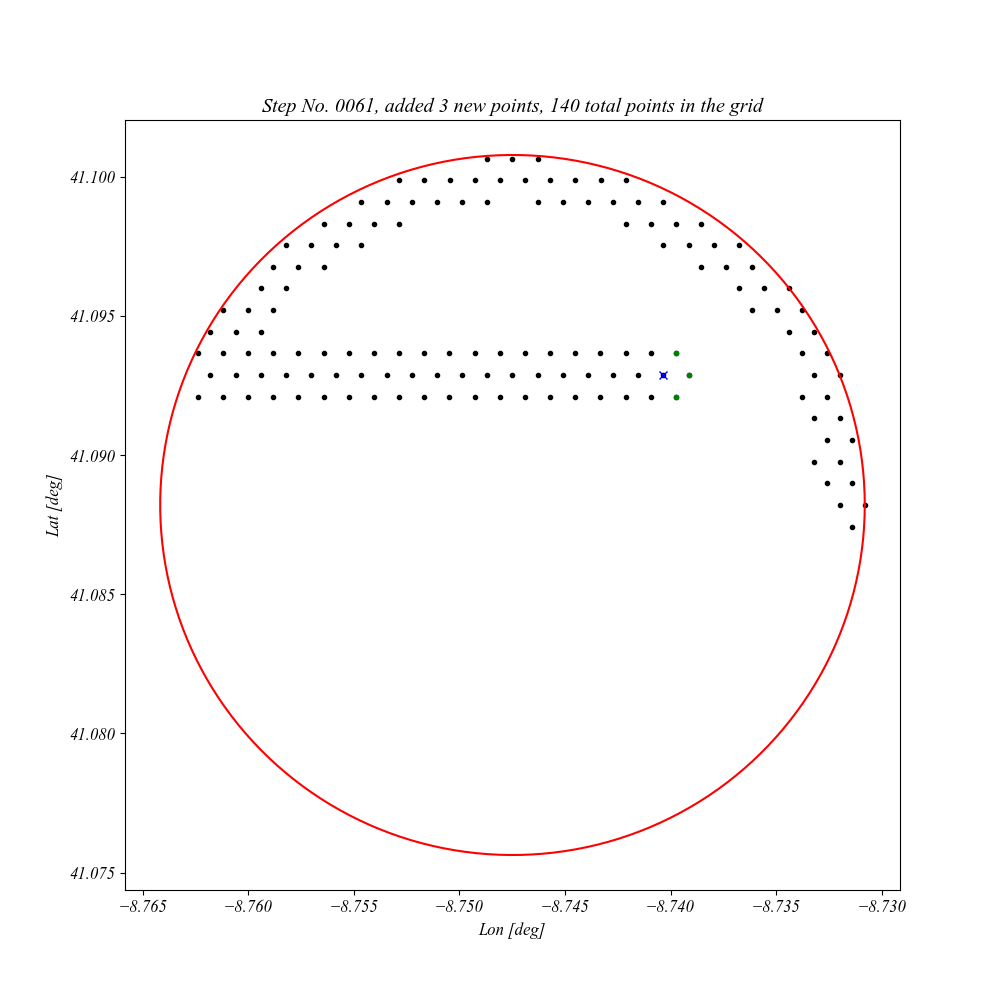 Step No. 0061, added 3 new points, 140 total points in the grid
41.100
41.095
41.090
41.085
41.080
41.075
Lat [deg]
−8.765 −8.760 −8.755 −8.750 −8.745 −8.740 −8.735 −8.730
Lon [deg]